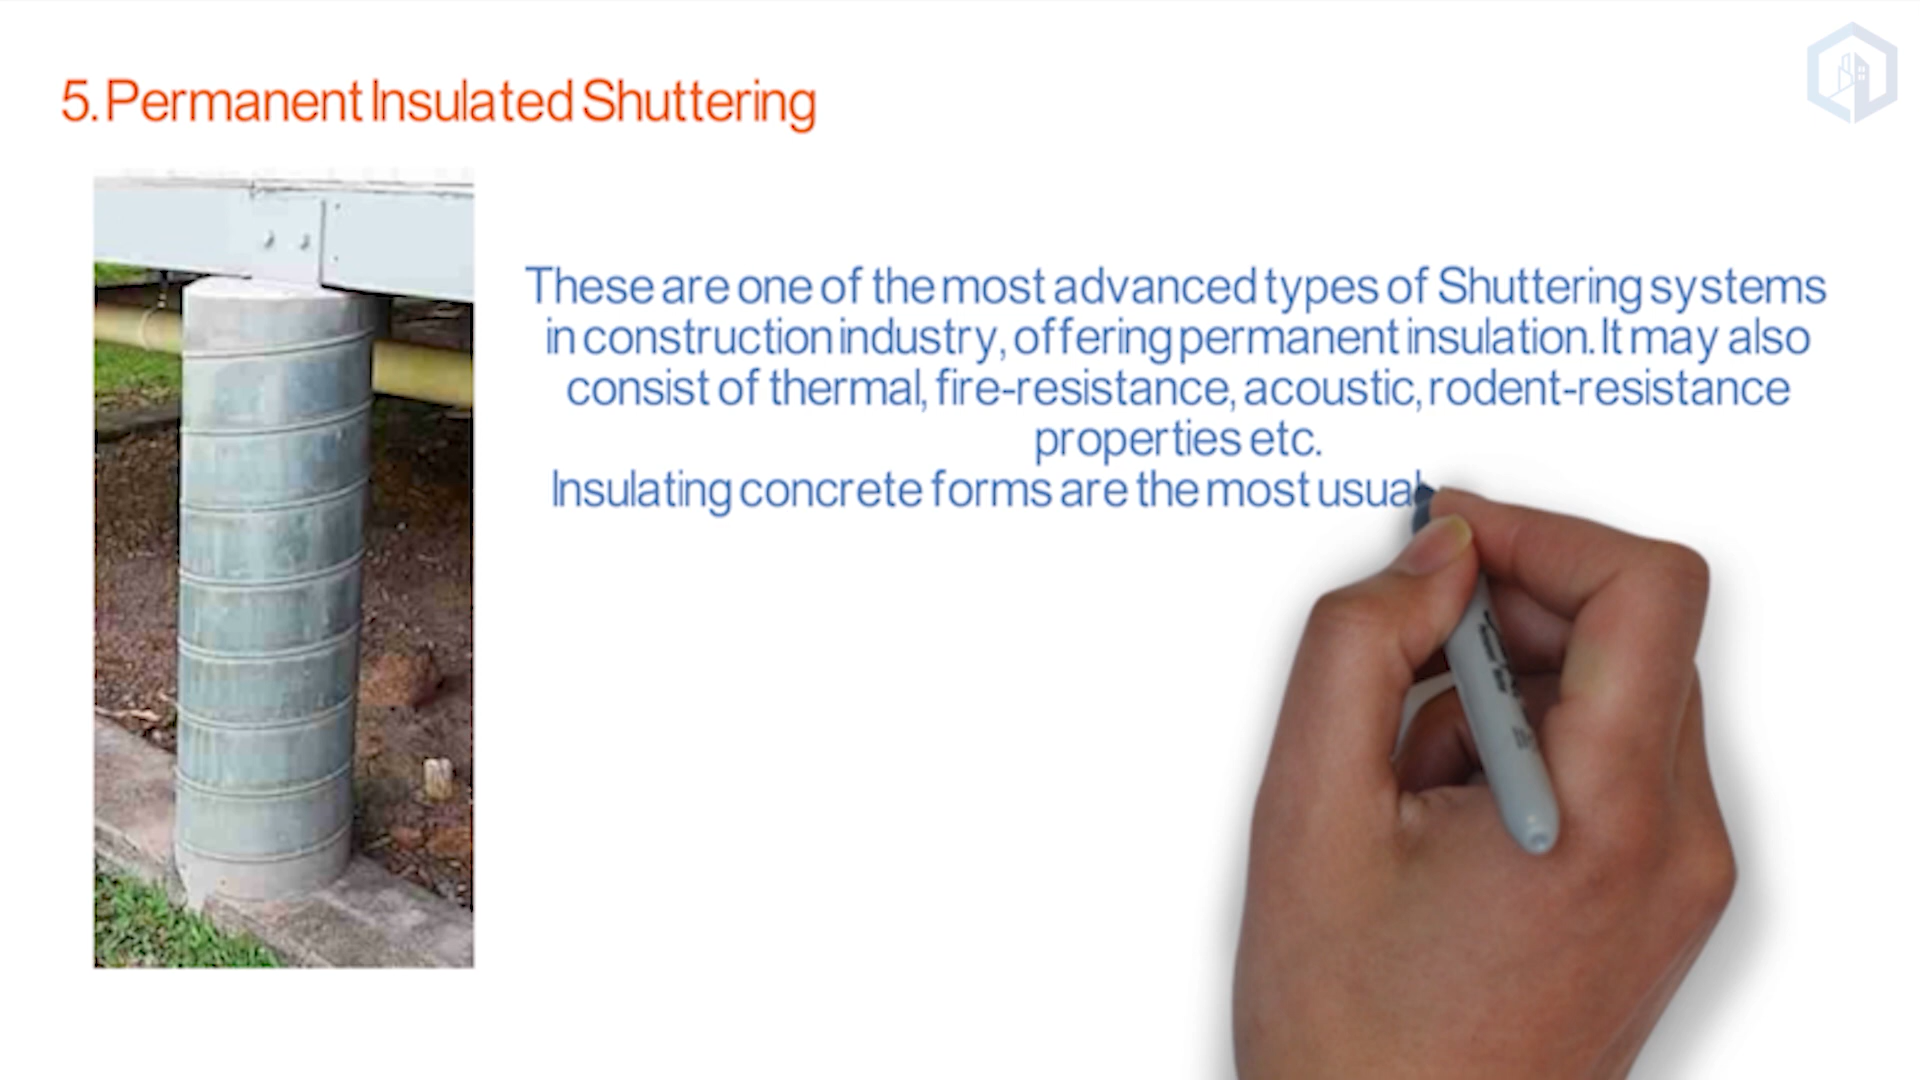 5. Permanent Insulated Shuttering
These are one of the most advanced types of Shuttering systems
in construction industry, offering permanent insulation. It may also
consist of thermal, fire-resistance, acoustic, rodent-resistance
properties etc.
Insulating concrete forms are the most usual